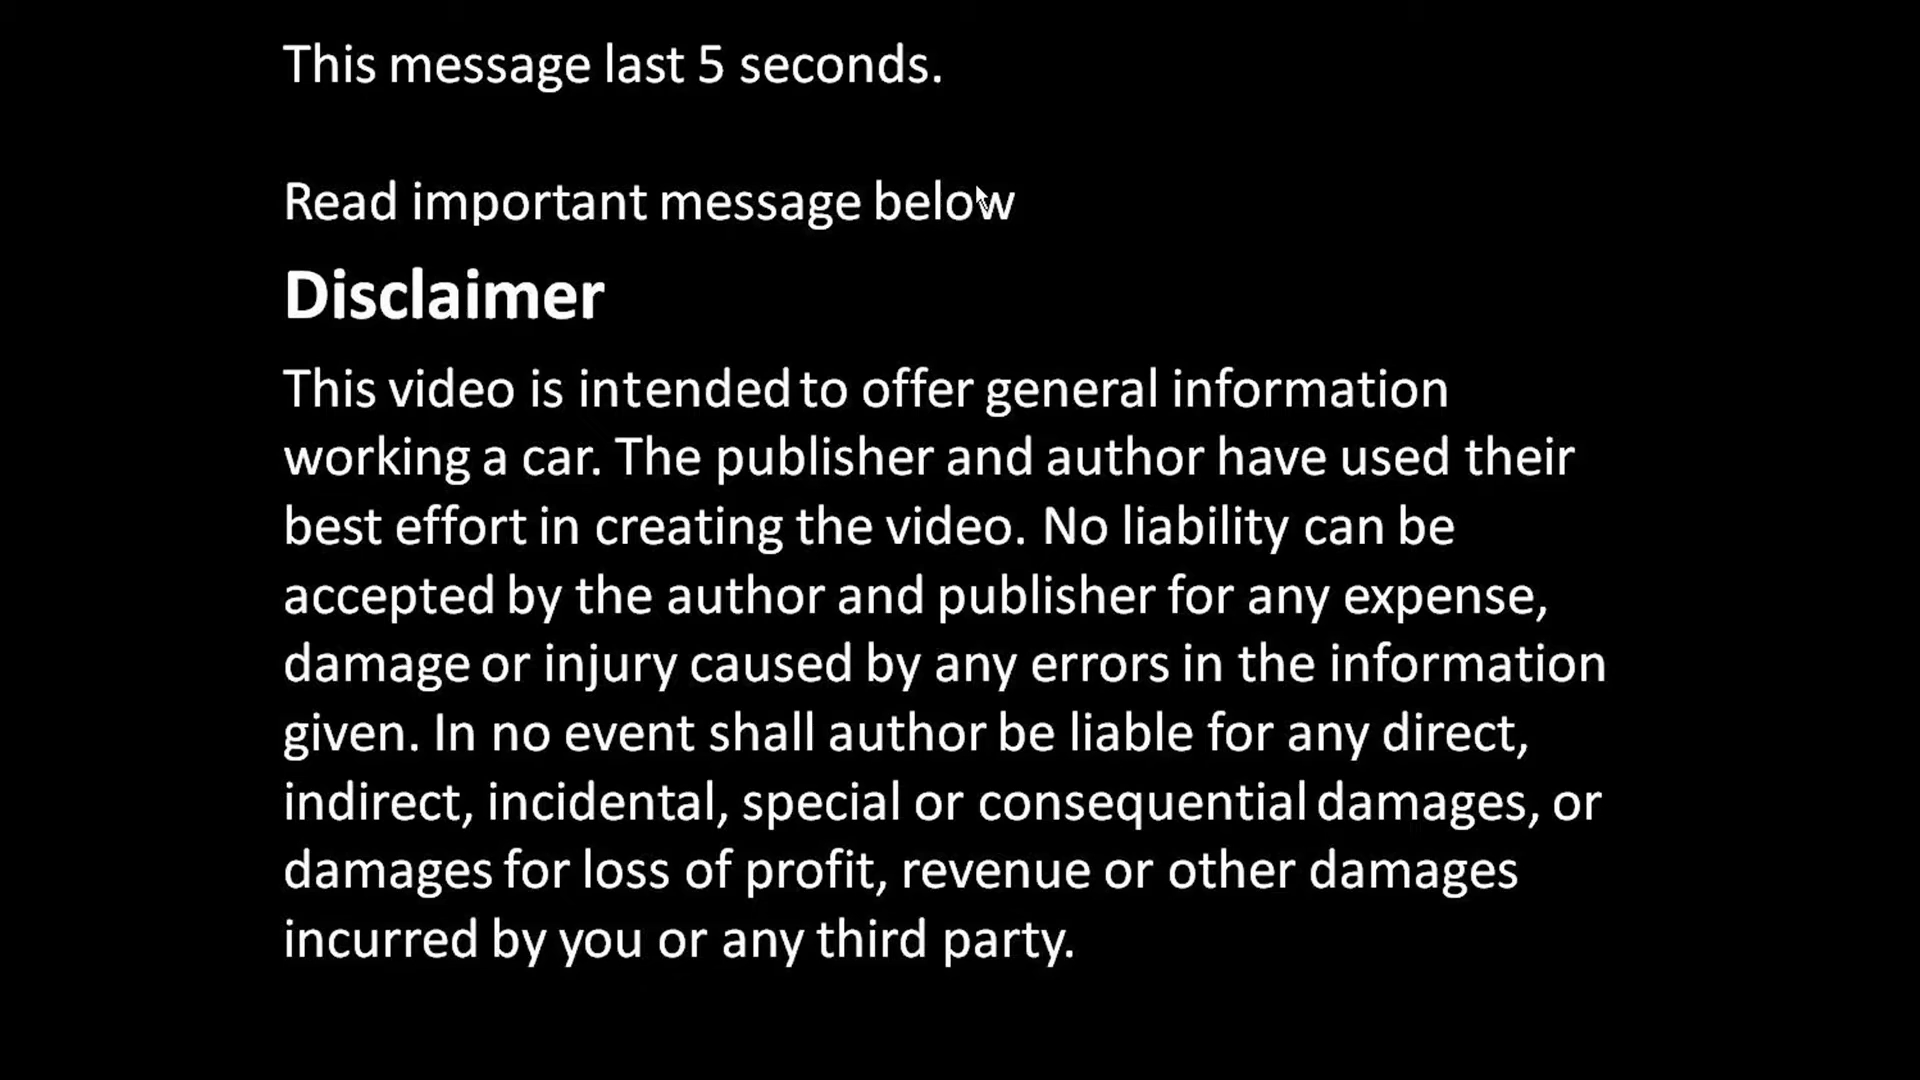 This message last 5 seconds.
Read important message below
Disclaimer
This video is intended to offer general information
working a car. The publisher and author have used their
best effort in creating the video. No liability can be
accepted by the author and publisher for any expense,
damage or injury caused by any errors in the information
given. In no event shall author be liable for any direct,
indirect, incidental, special or consequential damages, or
damages for loss of profit, revenue or other damages
incurred by you or any third party.